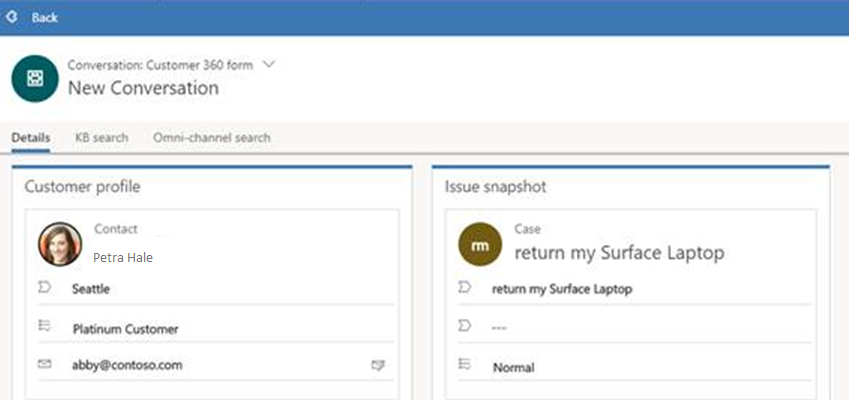 Back
Conversation: Customer 360 form
New Conversation
Details KB search Omni-channel search
Customer profile
Contact
Petra Hale
Seattle
Platinum Customer
abby@contoso.com
Issue snapshot
rm
Case
return my Surface Laptop
return my Surface Laptop
---
Normal